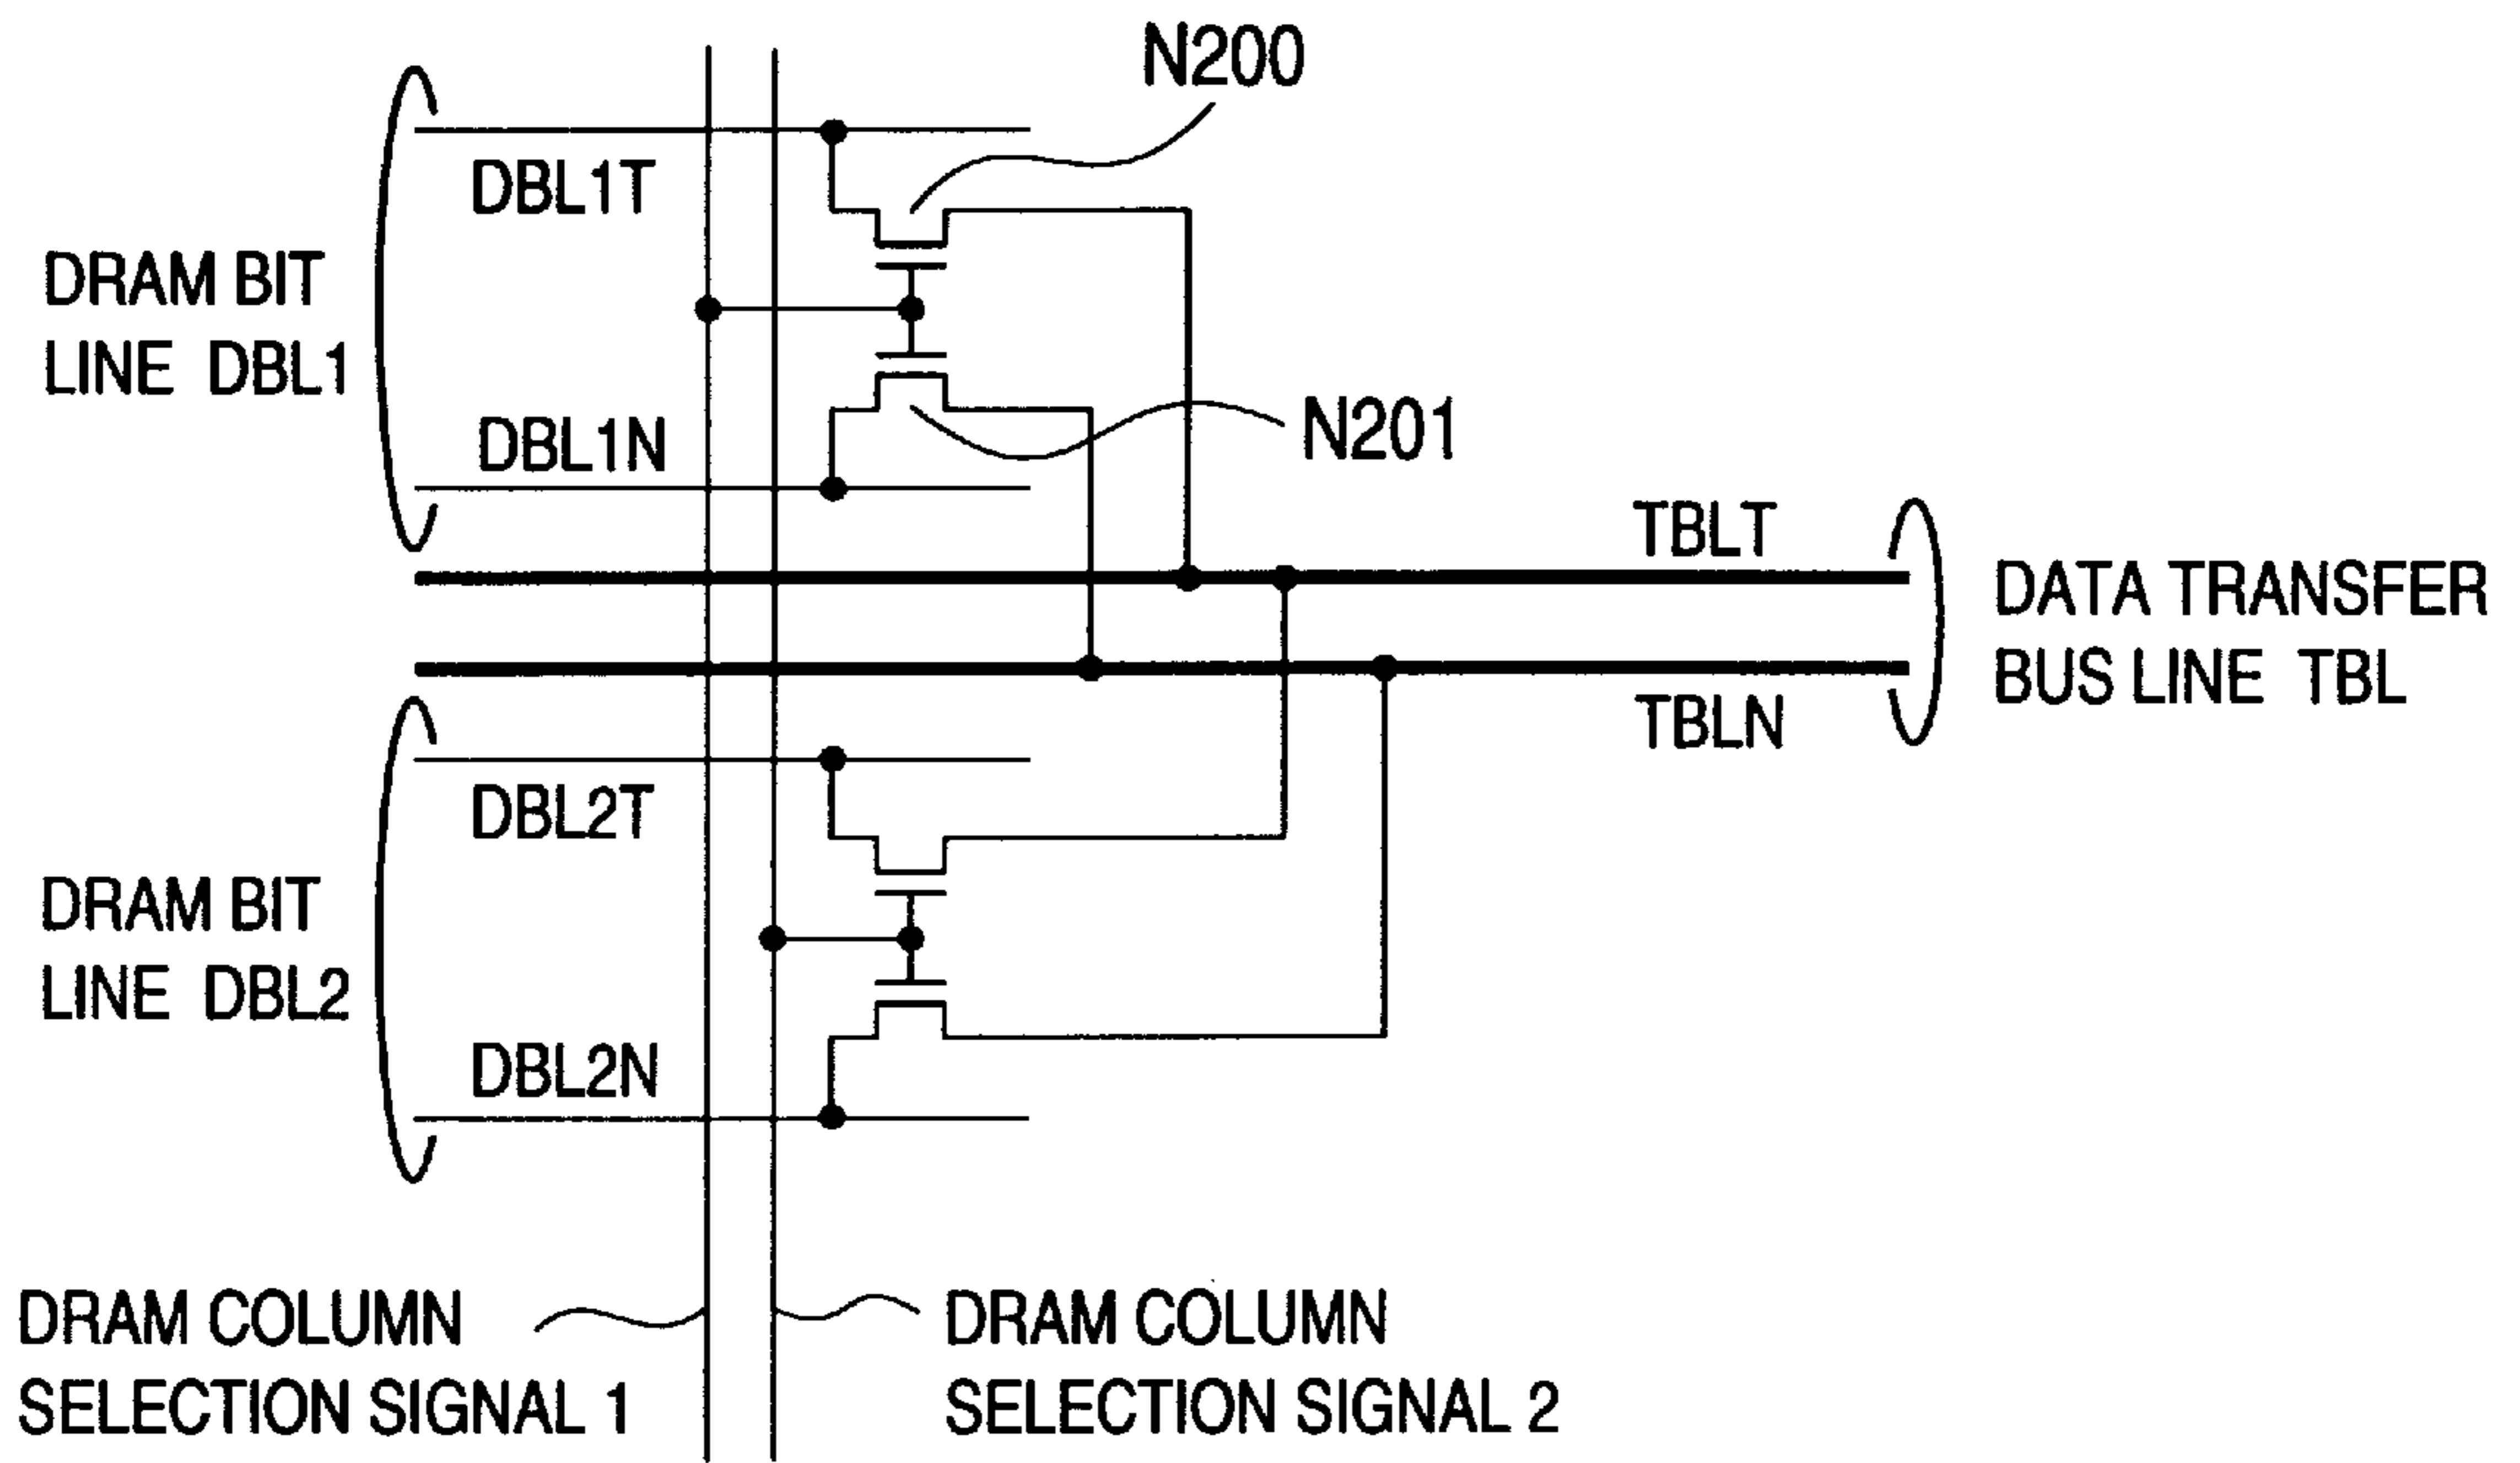 N200
DBL1T
DRAM BIT
LINE DBL1
DBL1N
N201
TBLT
DATA TRANSFER
BUS LINE TBL
TBLN
DBL2T
DRAM BIT
LINE DBL2
DBL2N
DRAM COLUMN
SELECTION SIGNAL 1
DRAM COLUMN
SELECTION SIGNAL 2